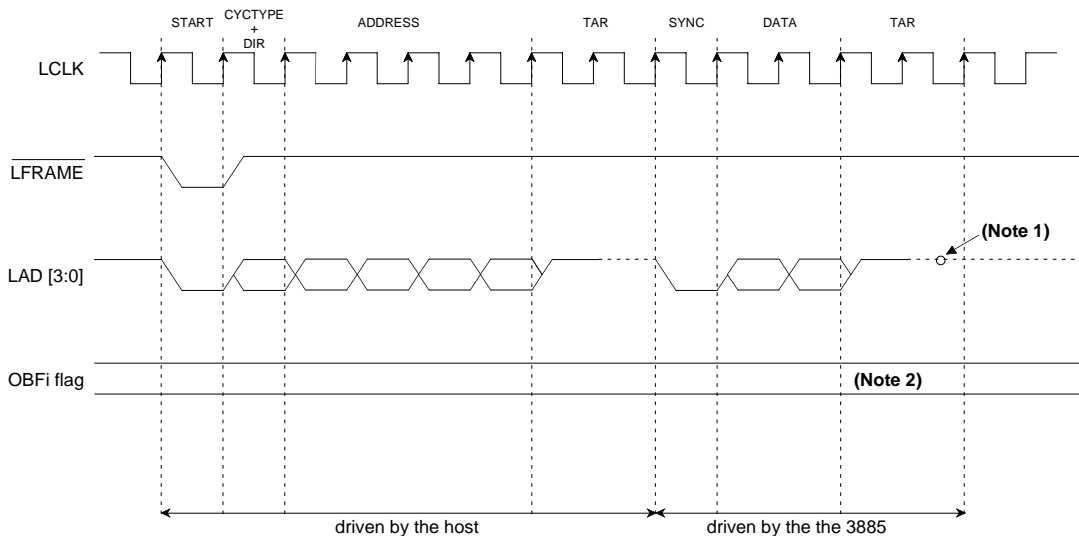 START
CYCTYPE
+
DIR
ADDRESS
TAR
SYNC
DATA
TAR
LCLK
LFRAME
LAD [3:0]
(Note 1)
OBFi flag
(Note 2)
driven by the host
driven by the the 3885